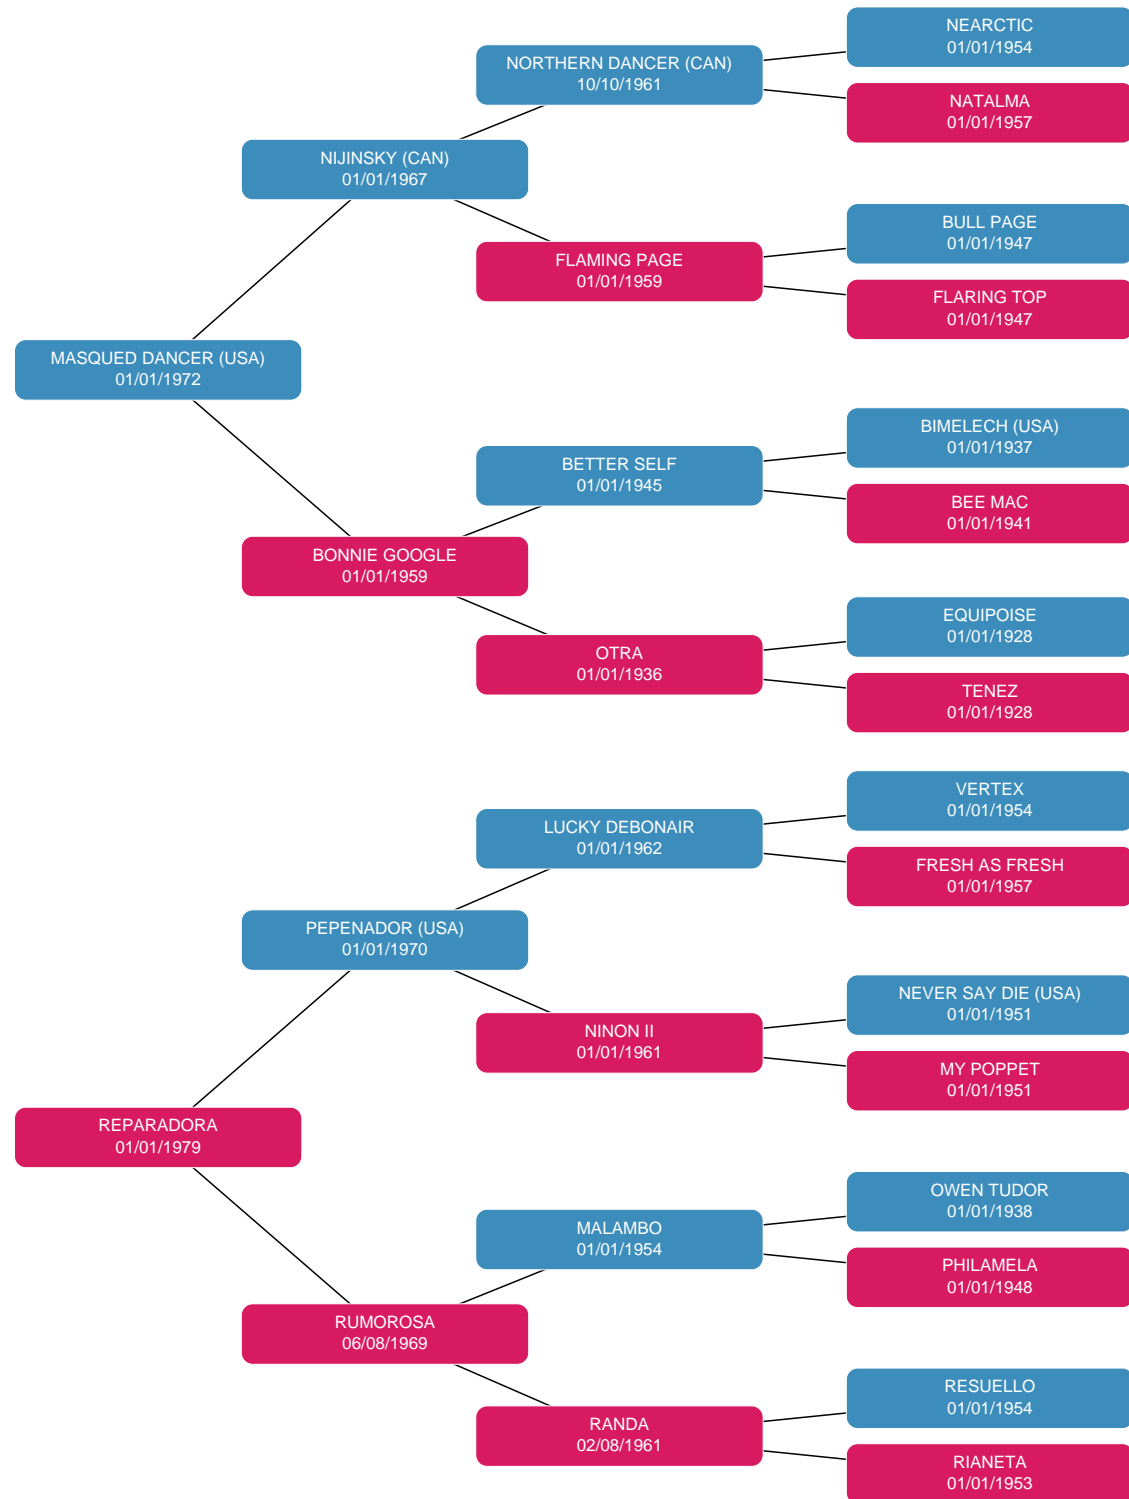 NEARCTIC
01/01/1954
NORTHERN DANCER (CAN)
10/10/1961
NATALMA
01/01/1957
NIJINSKY (CAN)
01/01/1967
BULL PAGE
01/01/1947
FLAMING PAGE
01/01/1959
FLARING TOP
01/01/1947
MASQUED DANCER (USA)
01/01/1972
BIMELECH (USA)
01/01/1937
BETTER SELF
01/01/1945
BEE MAC
01/01/1941
BONNIE GOOGLE
01/01/1959
EQUIPOISE
01/01/1928
OTRA
01/01/1936
TENEZ
01/01/1928
VERTEX
01/01/1954
LUCKY DEBONAIR
01/01/1962
FRESH AS FRESH
01/01/1957
PEPENADOR (USA)
01/01/1970
NEVER SAY DIE (USA)
01/01/1951
NINON II
01/01/1961
MY POPPET
01/01/1951
REPARADORA
01/01/1979
OWEN TUDOR
01/01/1938
MALAMBO
01/01/1954
PHILAMELA
01/01/1948
RUMOROSA
06/08/1969
RESUELLO
01/01/1954
RANDA
02/08/1961
RIANETA
01/01/1953